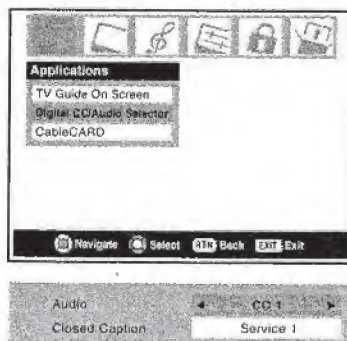 Applications
TV Guide On Screen
Digital CC/Audio Selector
CableCARD
Navigate Select RTN Back EXIT Exit
Audio CC 1
Closed Caption Service 1